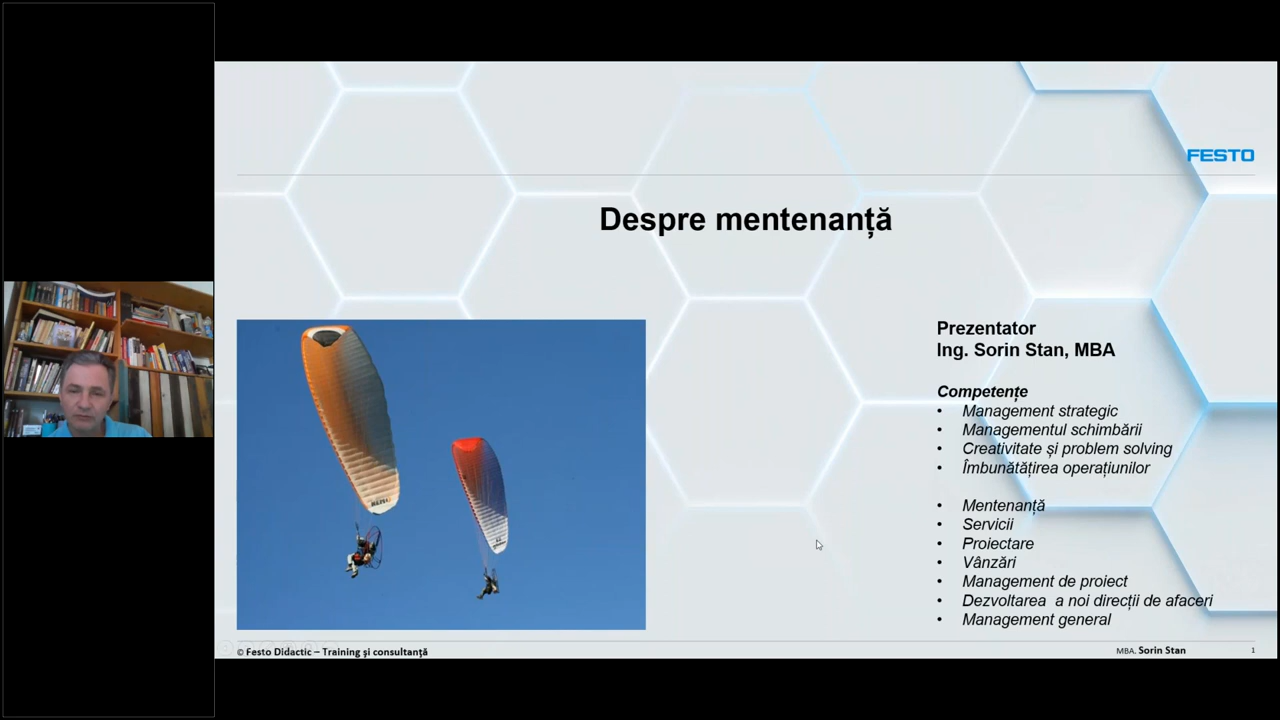 FESTO
Despre mentenanță
Prezentator
Ing. Sorin Stan, MBA
Competențe
• Management strategic
• Managementul schimbării
• Creativitate și problem solving
• Îmbunătățirea operațiunilor
• Mentenanță
• Servicii
• Proiectare
• Vânzări
• Management de proiect
• Dezvoltarea a noi direcții de afaceri
• Management general
© Festo Didactic – Training și consultanță
MBA. Sorin Stan
1